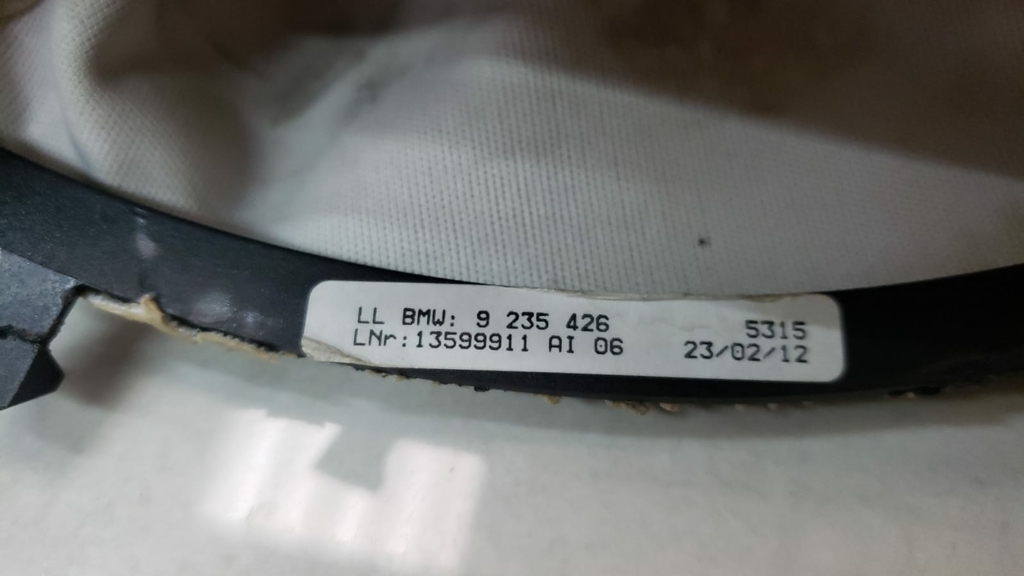 LL BMW: 9 235 426 5315
LNr:13599911 AI 06 23/02/12